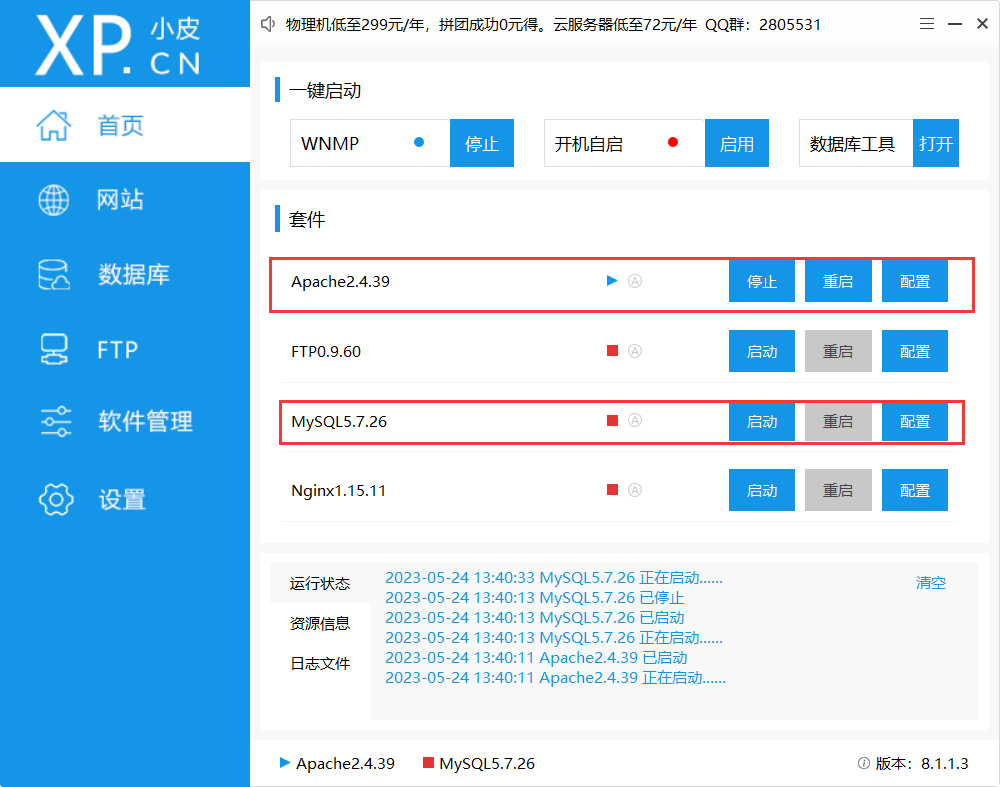 XP. 小皮 CN
物理机低至299元/年，拼团成功0元得。云服务器低至72元/年 QQ群：2805531
首页
网站
数据库
FTP
软件管理
设置
一键启动
WNMP 停止 开机自启 启用 数据库工具 打开
套件
Apache2.4.39 Ⓐ 停止 重启 配置
FTP0.9.60 Ⓐ 启动 重启 配置
MySQL5.7.26 Ⓐ 启动 重启 配置
Nginx1.15.11 Ⓐ 启动 重启 配置
运行状态
资源信息
日志文件
2023-05-24 13:40:33 MySQL5.7.26 正在启动...... 清空
2023-05-24 13:40:13 MySQL5.7.26 已停止
2023-05-24 13:40:13 MySQL5.7.26 已启动
2023-05-24 13:40:13 MySQL5.7.26 正在启动......
2023-05-24 13:40:11 Apache2.4.39 已启动
2023-05-24 13:40:11 Apache2.4.39 正在启动......
Apache2.4.39 MySQL5.7.26 版本：8.1.1.3